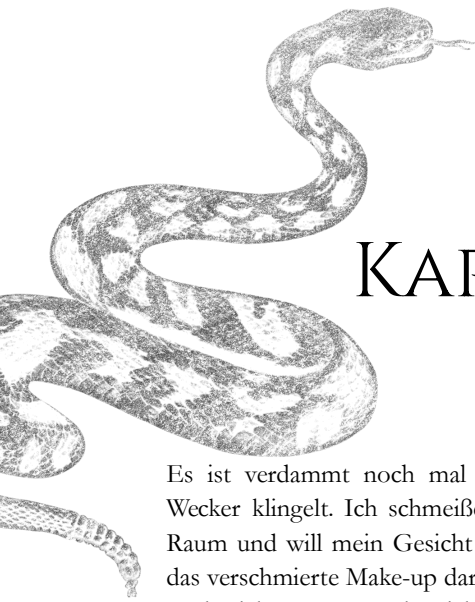 KAP
Es ist verdammt noch mal
Wecker klingelt. Ich schmeiße
Raum und will mein Gesicht
das verschmierte Make-up dar